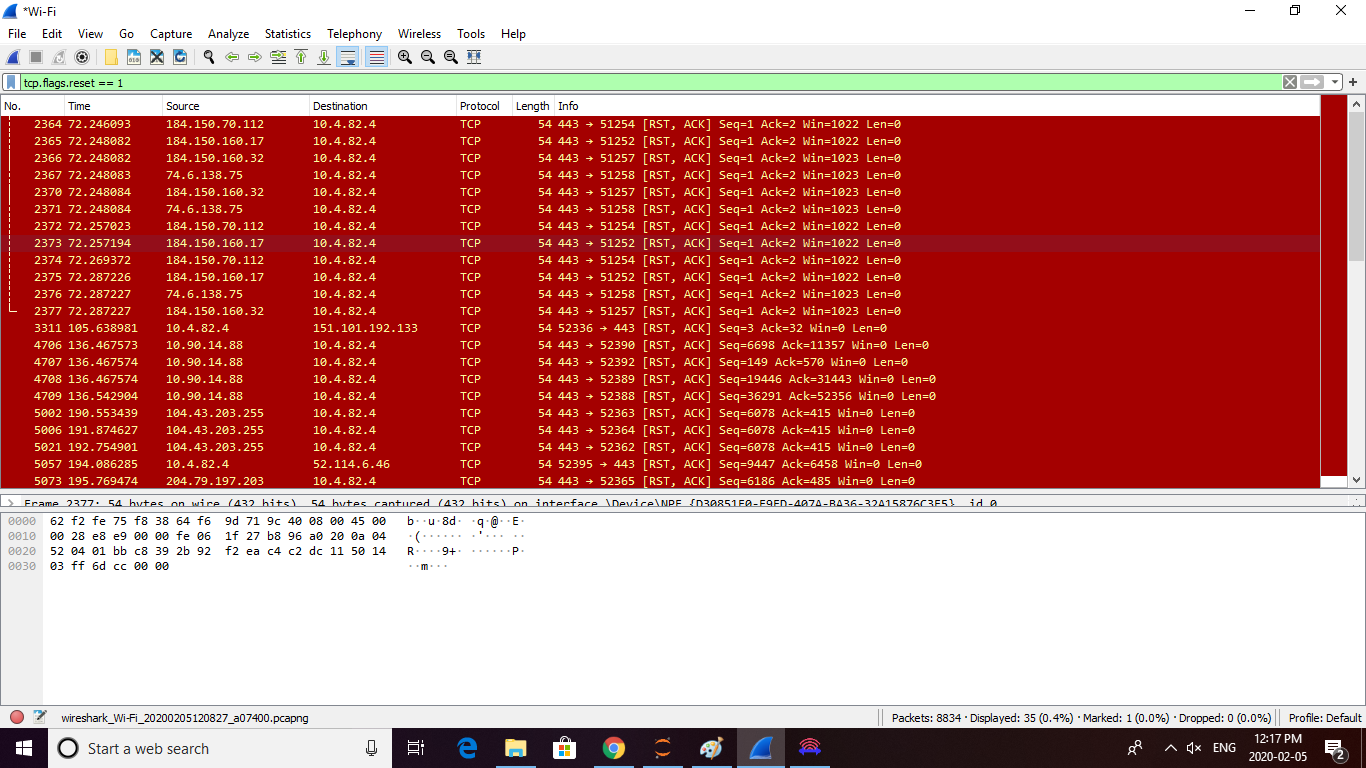 *Wi-Fi
File Edit View Go Capture Analyze Statistics Telephony Wireless Tools Help
tcp.flags.reset == 1
No. Time Source Destination Protocol Length Info
2364 72.246093 184.150.70.112 10.4.82.4 TCP 54 443 → 51254 [RST, ACK] Seq=1 Ack=2 Win=1022 Len=0
2365 72.248082 184.150.160.17 10.4.82.4 TCP 54 443 → 51252 [RST, ACK] Seq=1 Ack=2 Win=1022 Len=0
2366 72.248082 184.150.160.32 10.4.82.4 TCP 54 443 → 51257 [RST, ACK] Seq=1 Ack=2 Win=1023 Len=0
2367 72.248083 74.6.138.75 10.4.82.4 TCP 54 443 → 51258 [RST, ACK] Seq=1 Ack=2 Win=1023 Len=0
2370 72.248084 184.150.160.32 10.4.82.4 TCP 54 443 → 51257 [RST, ACK] Seq=1 Ack=2 Win=1023 Len=0
2371 72.248084 74.6.138.75 10.4.82.4 TCP 54 443 → 51258 [RST, ACK] Seq=1 Ack=2 Win=1023 Len=0
2372 72.257023 184.150.70.112 10.4.82.4 TCP 54 443 → 51254 [RST, ACK] Seq=1 Ack=2 Win=1022 Len=0
2373 72.257194 184.150.160.17 10.4.82.4 TCP 54 443 → 51252 [RST, ACK] Seq=1 Ack=2 Win=1022 Len=0
2374 72.269372 184.150.70.112 10.4.82.4 TCP 54 443 → 51254 [RST, ACK] Seq=1 Ack=2 Win=1022 Len=0
2375 72.287226 184.150.160.17 10.4.82.4 TCP 54 443 → 51252 [RST, ACK] Seq=1 Ack=2 Win=1022 Len=0
2376 72.287227 74.6.138.75 10.4.82.4 TCP 54 443 → 51258 [RST, ACK] Seq=1 Ack=2 Win=1023 Len=0
2377 72.287227 184.150.160.32 10.4.82.4 TCP 54 443 → 51257 [RST, ACK] Seq=1 Ack=2 Win=1023 Len=0
3311 105.638981 10.4.82.4 151.101.192.133 TCP 54 52336 → 443 [RST, ACK] Seq=3 Ack=32 Win=0 Len=0
4706 136.467573 10.90.14.88 10.4.82.4 TCP 54 443 → 52390 [RST, ACK] Seq=6698 Ack=11357 Win=0 Len=0
4707 136.467574 10.90.14.88 10.4.82.4 TCP 54 443 → 52392 [RST, ACK] Seq=149 Ack=570 Win=0 Len=0
4708 136.467574 10.90.14.88 10.4.82.4 TCP 54 443 → 52389 [RST, ACK] Seq=19446 Ack=31443 Win=0 Len=0
4709 136.542904 10.90.14.88 10.4.82.4 TCP 54 443 → 52388 [RST, ACK] Seq=36291 Ack=52356 Win=0 Len=0
5002 190.553439 104.43.203.255 10.4.82.4 TCP 54 443 → 52363 [RST, ACK] Seq=6078 Ack=415 Win=0 Len=0
5006 191.874627 104.43.203.255 10.4.82.4 TCP 54 443 → 52364 [RST, ACK] Seq=6078 Ack=415 Win=0 Len=0
5021 192.754901 104.43.203.255 10.4.82.4 TCP 54 443 → 52362 [RST, ACK] Seq=6078 Ack=415 Win=0 Len=0
5057 194.086285 10.4.82.4 52.114.6.46 TCP 54 52395 → 443 [RST, ACK] Seq=9447 Ack=6458 Win=0 Len=0
5073 195.769474 204.79.197.203 10.4.82.4 TCP 54 443 → 52365 [RST, ACK] Seq=6186 Ack=485 Win=0 Len=0
Frame 2377: 54 bytes on wire (432 bits), 54 bytes captured (432 bits) on interface \Device\NPF_{D30851E0-E9ED-407A-BA36-32A15876C3E5}, id 0
0000 62 f2 fe 75 f8 38 64 f6 9d 71 9c 40 08 00 45 00 b··u·8d· ·q·@··E·
0010 00 28 e8 e9 00 00 fe 06 1f 27 b8 96 a0 20 0a 04 ·(······ ·'··· ··
0020 52 04 01 bb c8 39 2b 92 f2 ea c4 c2 dc 11 50 14 R····9+· ······P·
0030 03 ff 6d cc 00 00 ··m···
wireshark_Wi-Fi_20200205120827_a07400.pcapng Packets: 8834 · Displayed: 35 (0.4%) · Marked: 1 (0.0%) · Dropped: 0 (0.0%) Profile: Default
Start a web search ENG 12:17 PM
2020-02-05 2